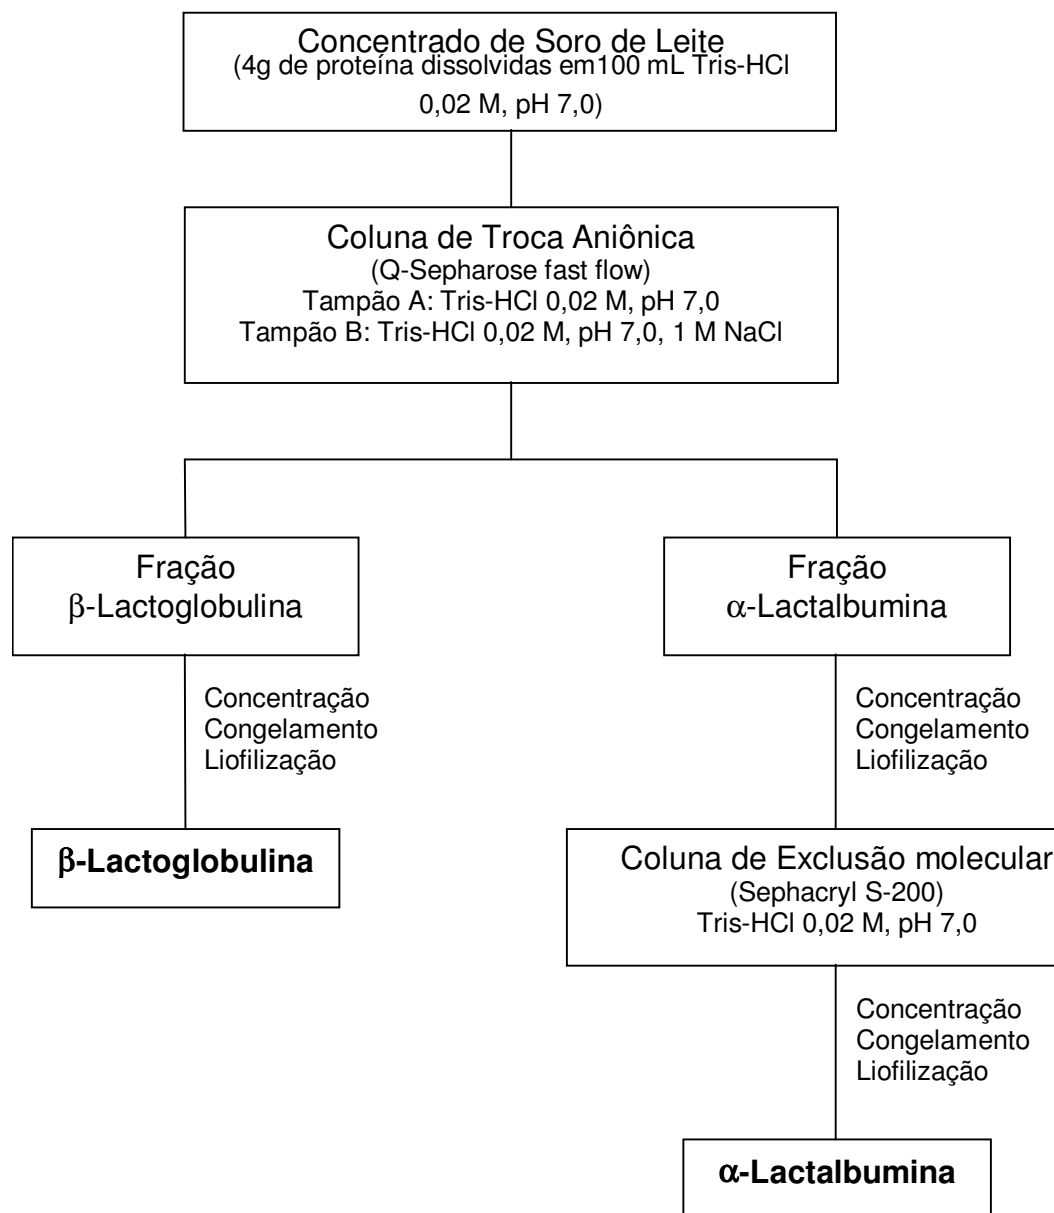 Concentrado de Soro de Leite
(4g de proteína dissolvidas em100 mL Tris-HCl
0,02 M, pH 7,0)
Coluna de Troca Aniônica
(Q-Sepharose fast flow)
Tampão A: Tris-HCl 0,02 M, pH 7,0
Tampão B: Tris-HCl 0,02 M, pH 7,0, 1 M NaCl
Fração
β-Lactoglobulina
Concentração
Congelamento
Liofilização
β-Lactoglobulina
Fração
α-Lactalbumina
Concentração
Congelamento
Liofilização
Coluna de Exclusão molecular
(Sephacryl S-200)
Tris-HCl 0,02 M, pH 7,0
Concentração
Congelamento
Liofilização
α-Lactalbumina